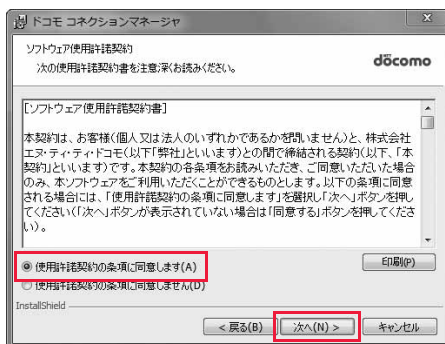 ドコモ コネクションマネージャ
ソフトウェア使用許諾契約
次の使用許諾契約書を注意深くお読みください。
döcomo
[ソフトウェア使用許諾契約書]
本契約は、お客様(個人又は法人のいずれかであるかを問いません)と、株式会社
エヌ・ティ・ティ・ドコモ(以下「弊社」といいます)との間で締結される契約(以下、「本
契約」といいます)です。本契約の各条項をお読みいただき、ご同意いただいた場合
のみ、本ソフトウェアをご利用いただくことができるものとします。以下の条項に同意
される場合には、「使用許諾契約の条項に同意します」を選択し「次へ」ボタンを押し
てください(「次へ」ボタンが表示されていない場合は「同意する」ボタンを押してくださ
い)。
使用許諾契約の条項に同意します(A)
印刷(P)
使用許諾契約の条項に同意しません(D)
InstallShield
< 戻る(B) 次へ(N) > キャンセル